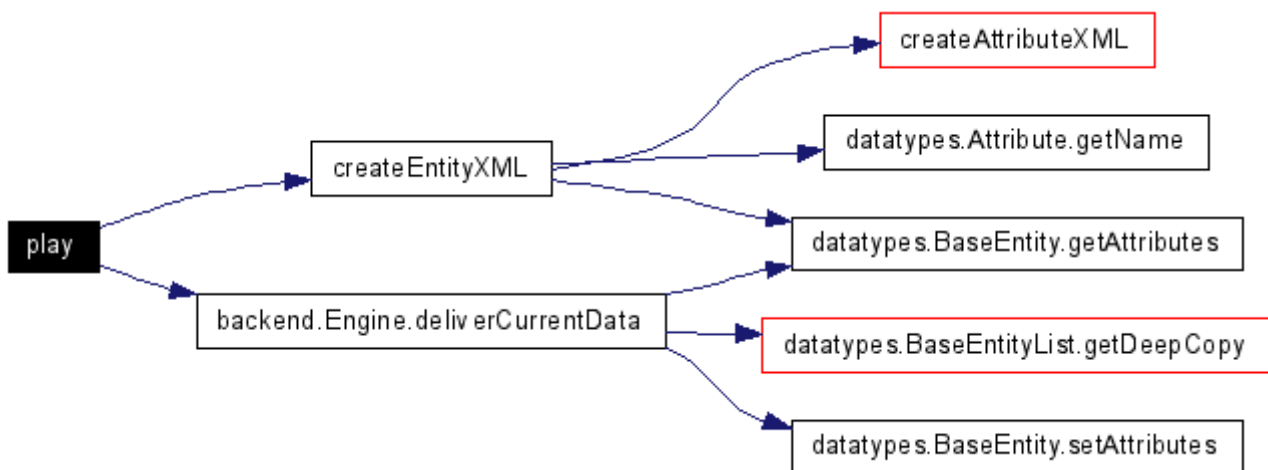 createAttributeXML
datatypes.Attribute.getName
createEntityXML
datatypes.BaseEntity.getAttributes
play
backend.Engine.deliverCurrentData
datatypes.BaseEntityList.getDeepCopy
datatypes.BaseEntity.setAttributes